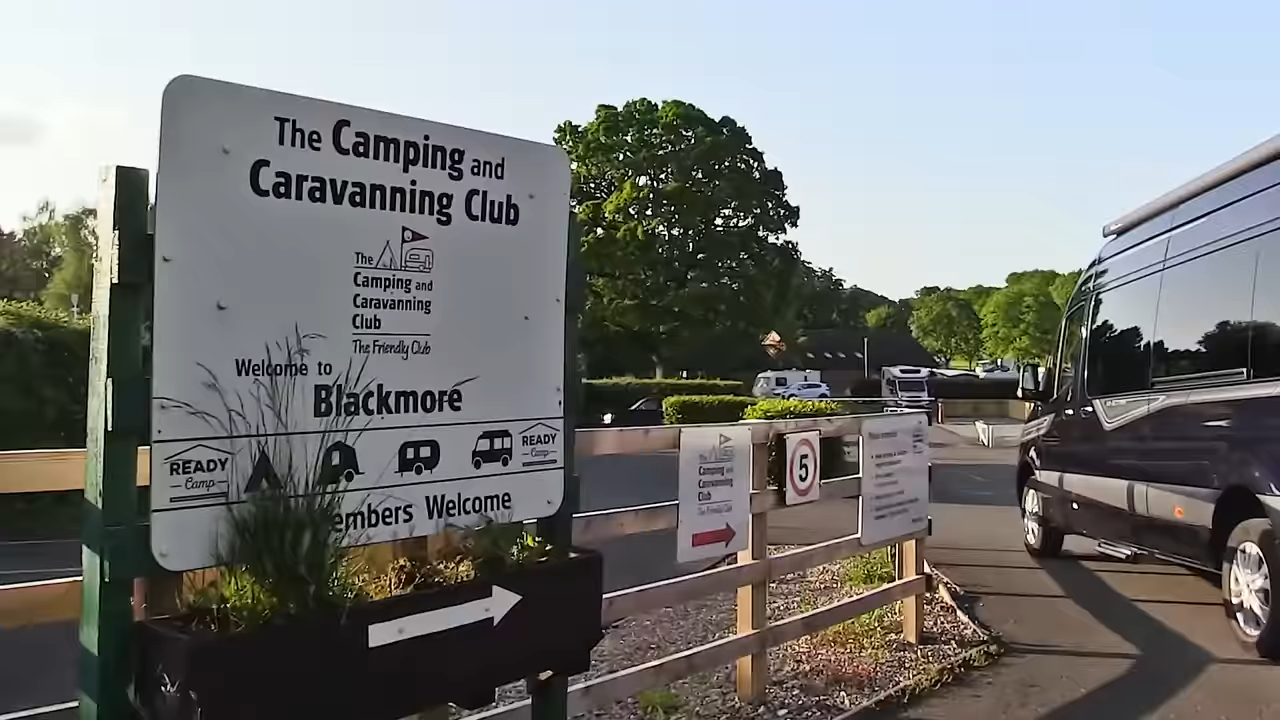 The Camping and
Caravanning Club
The
Camping and
Caravanning
Club
The Friendly Club
Welcome to
Blackmore
READY
Camp
READY
Camp
embers Welcome
The
Camping and
Caravanning
Club
The Friendly Club
5